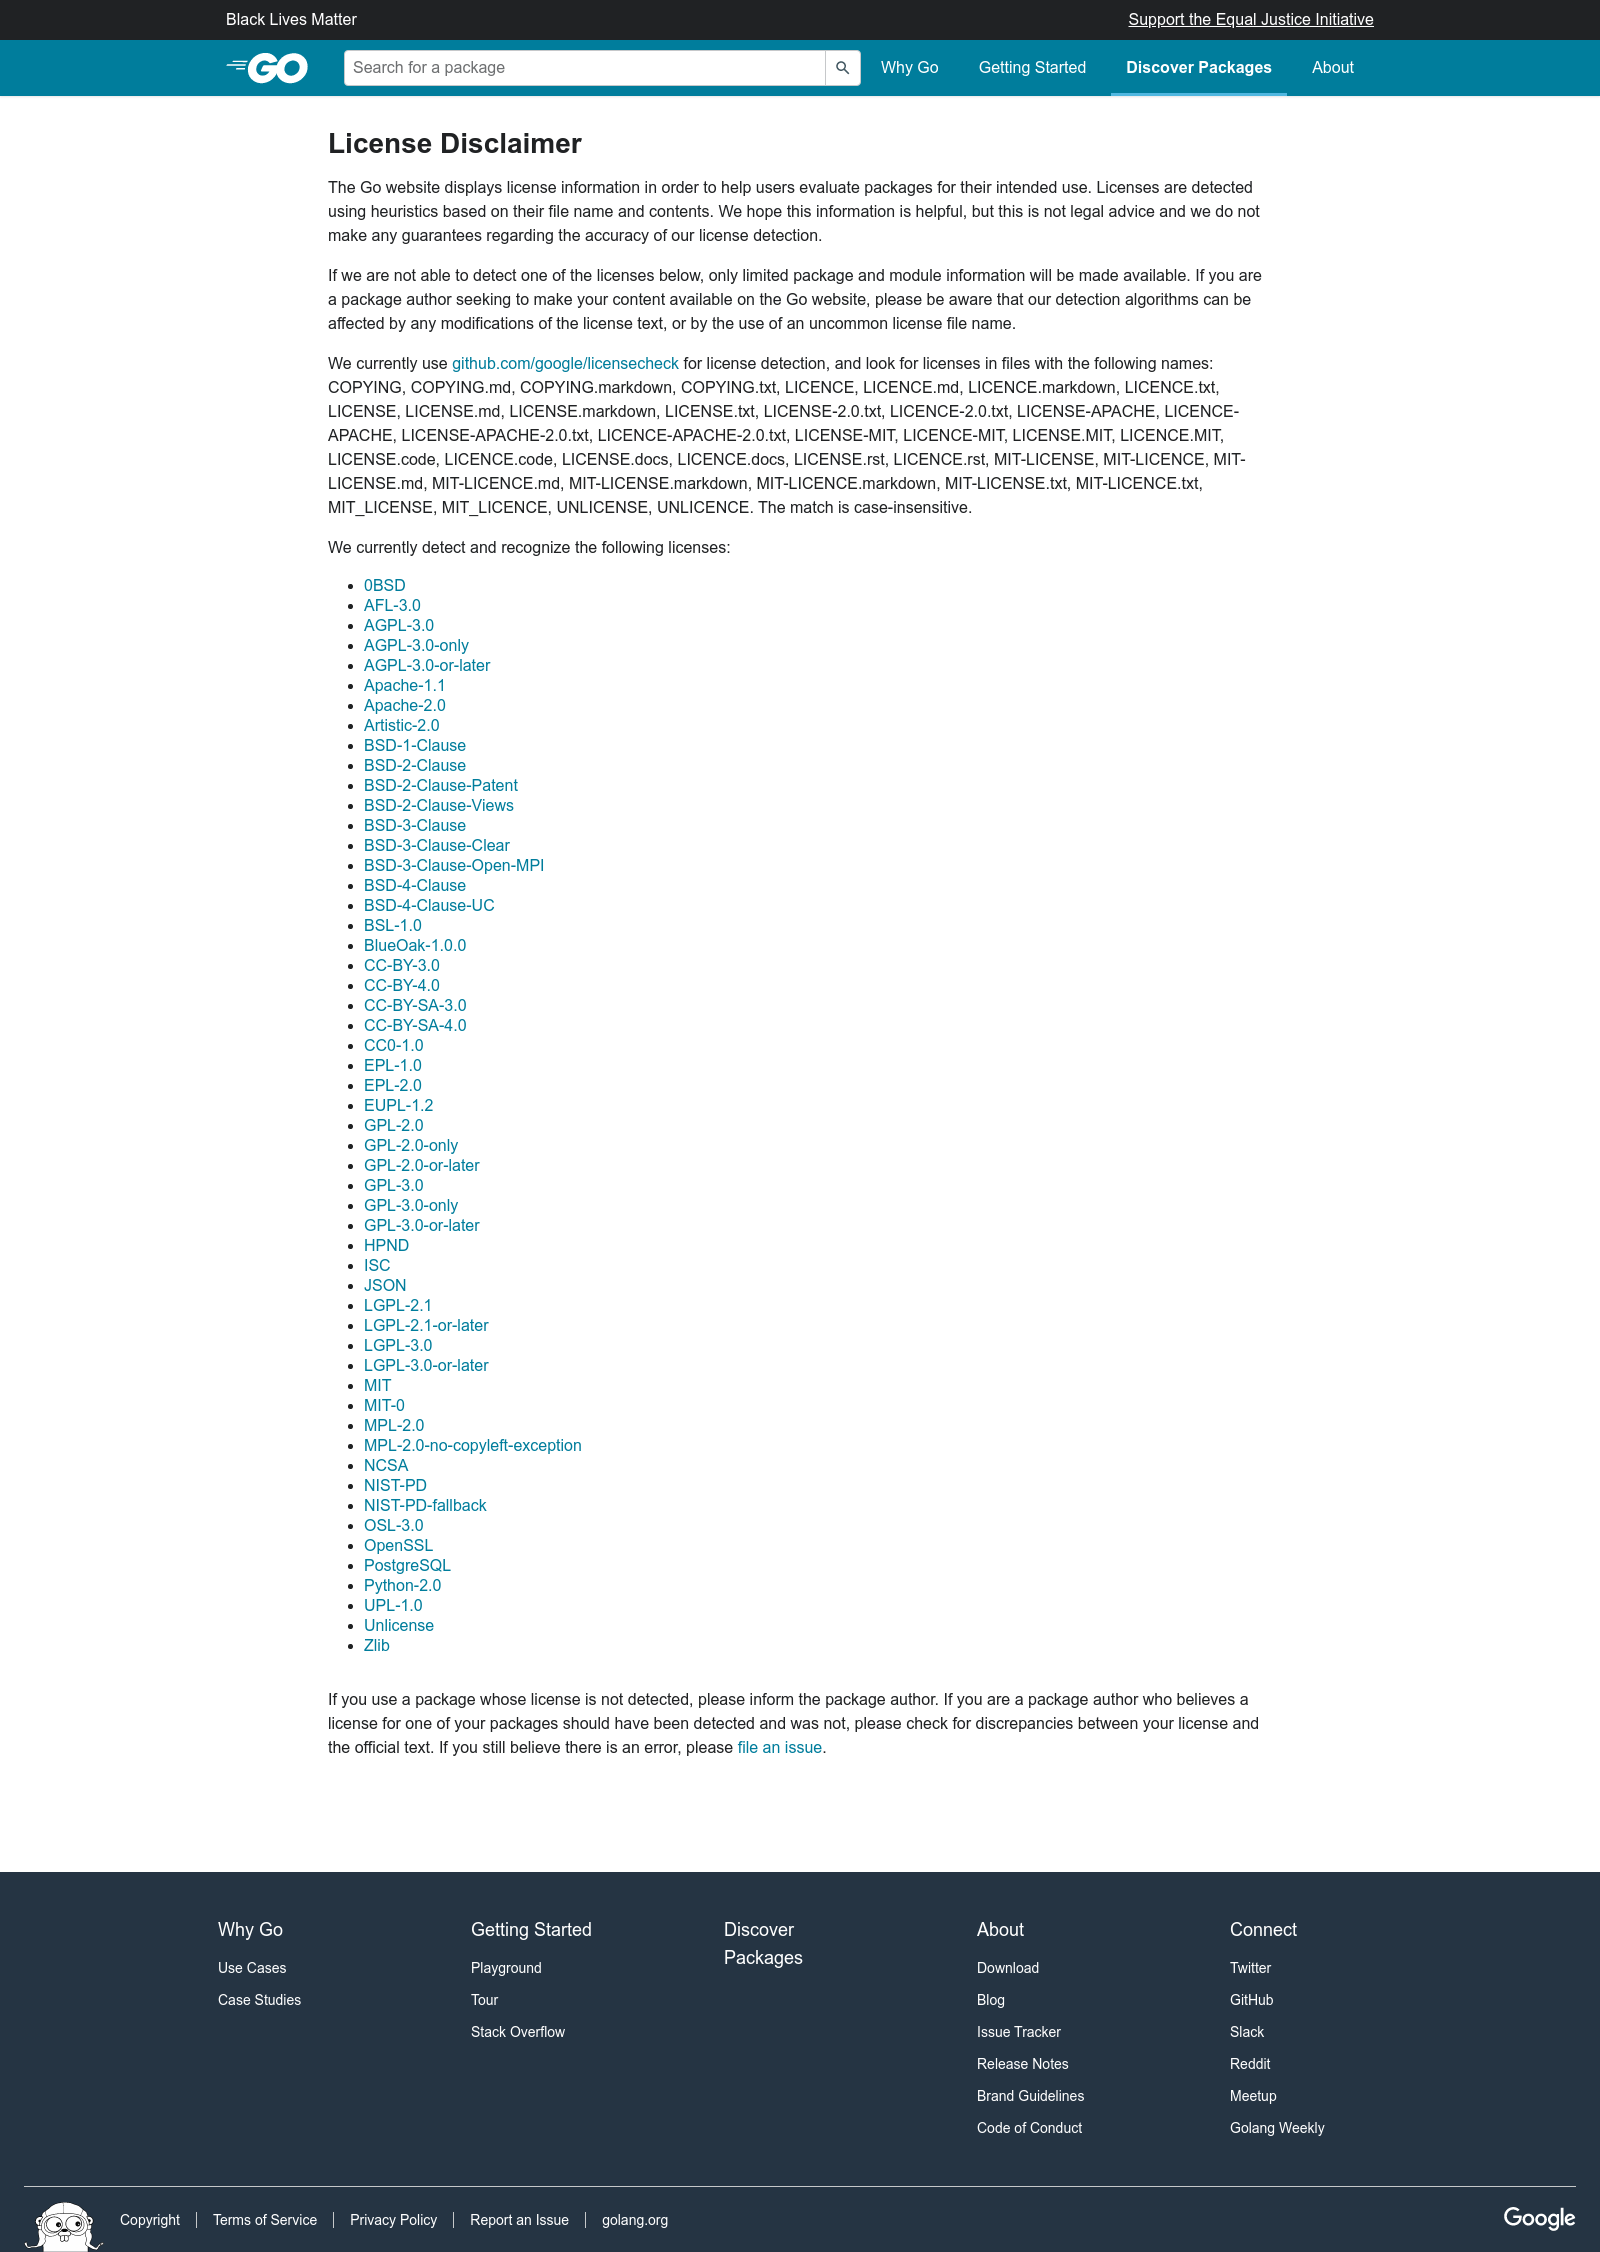 Black Lives Matter
Support the Equal Justice Initiative
GO
Search for a package
Why Go
Getting Started
Discover Packages
About
License Disclaimer
The Go website displays license information in order to help users evaluate packages for their intended use. Licenses are detected
using heuristics based on their file name and contents. We hope this information is helpful, but this is not legal advice and we do not
make any guarantees regarding the accuracy of our license detection.
If we are not able to detect one of the licenses below, only limited package and module information will be made available. If you are
a package author seeking to make your content available on the Go website, please be aware that our detection algorithms can be
affected by any modifications of the license text, or by the use of an uncommon license file name.
We currently use github.com/google/licensecheck for license detection, and look for licenses in files with the following names:
COPYING, COPYING.md, COPYING.markdown, COPYING.txt, LICENCE, LICENCE.md, LICENCE.markdown, LICENCE.txt,
LICENSE, LICENSE.md, LICENSE.markdown, LICENSE.txt, LICENSE-2.0.txt, LICENCE-2.0.txt, LICENSE-APACHE, LICENCE-
APACHE, LICENSE-APACHE-2.0.txt, LICENCE-APACHE-2.0.txt, LICENSE-MIT, LICENCE-MIT, LICENSE.MIT, LICENCE.MIT,
LICENSE.code, LICENCE.code, LICENSE.docs, LICENCE.docs, LICENSE.rst, LICENCE.rst, MIT-LICENSE, MIT-LICENCE, MIT-
LICENSE.md, MIT-LICENCE.md, MIT-LICENSE.markdown, MIT-LICENCE.markdown, MIT-LICENSE.txt, MIT-LICENCE.txt,
MIT_LICENSE, MIT_LICENCE, UNLICENSE, UNLICENCE. The match is case-insensitive.
We currently detect and recognize the following licenses:
0BSD
AFL-3.0
AGPL-3.0
AGPL-3.0-only
AGPL-3.0-or-later
Apache-1.1
Apache-2.0
Artistic-2.0
BSD-1-Clause
BSD-2-Clause
BSD-2-Clause-Patent
BSD-2-Clause-Views
BSD-3-Clause
BSD-3-Clause-Clear
BSD-3-Clause-Open-MPI
BSD-4-Clause
BSD-4-Clause-UC
BSL-1.0
BlueOak-1.0.0
CC-BY-3.0
CC-BY-4.0
CC-BY-SA-3.0
CC-BY-SA-4.0
CC0-1.0
EPL-1.0
EPL-2.0
EUPL-1.2
GPL-2.0
GPL-2.0-only
GPL-2.0-or-later
GPL-3.0
GPL-3.0-only
GPL-3.0-or-later
HPND
ISC
JSON
LGPL-2.1
LGPL-2.1-or-later
LGPL-3.0
LGPL-3.0-or-later
MIT
MIT-0
MPL-2.0
MPL-2.0-no-copyleft-exception
NCSA
NIST-PD
NIST-PD-fallback
OSL-3.0
OpenSSL
PostgreSQL
Python-2.0
UPL-1.0
Unlicense
Zlib
If you use a package whose license is not detected, please inform the package author. If you are a package author who believes a
license for one of your packages should have been detected and was not, please check for discrepancies between your license and
the official text. If you still believe there is an error, please file an issue.
Why Go
Use Cases
Case Studies
Getting Started
Playground
Tour
Stack Overflow
Discover
Packages
About
Download
Blog
Issue Tracker
Release Notes
Brand Guidelines
Code of Conduct
Connect
Twitter
GitHub
Slack
Reddit
Meetup
Golang Weekly
Copyright
Terms of Service
Privacy Policy
Report an Issue
golang.org
Google